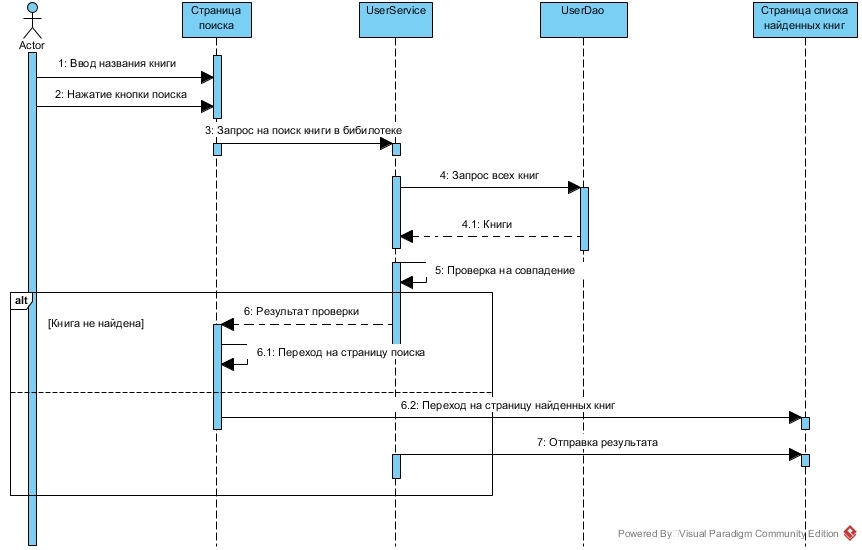 Actor
Страница
поиска
UserService
UserDao
Страница списка
найденных книг
1: Ввод названия книги
2: Нажатие кнопки поиска
3: Запрос на поиск книги в бибилотеке
4: Запрос всех книг
4.1: Книги
5: Проверка на совпадение
alt
6: Результат проверки
[Книга не найдена]
6.1: Переход на страницу поиска
6.2: Переход на страницу найденных книг
7: Отправка результата
Powered By Visual Paradigm Community Edition